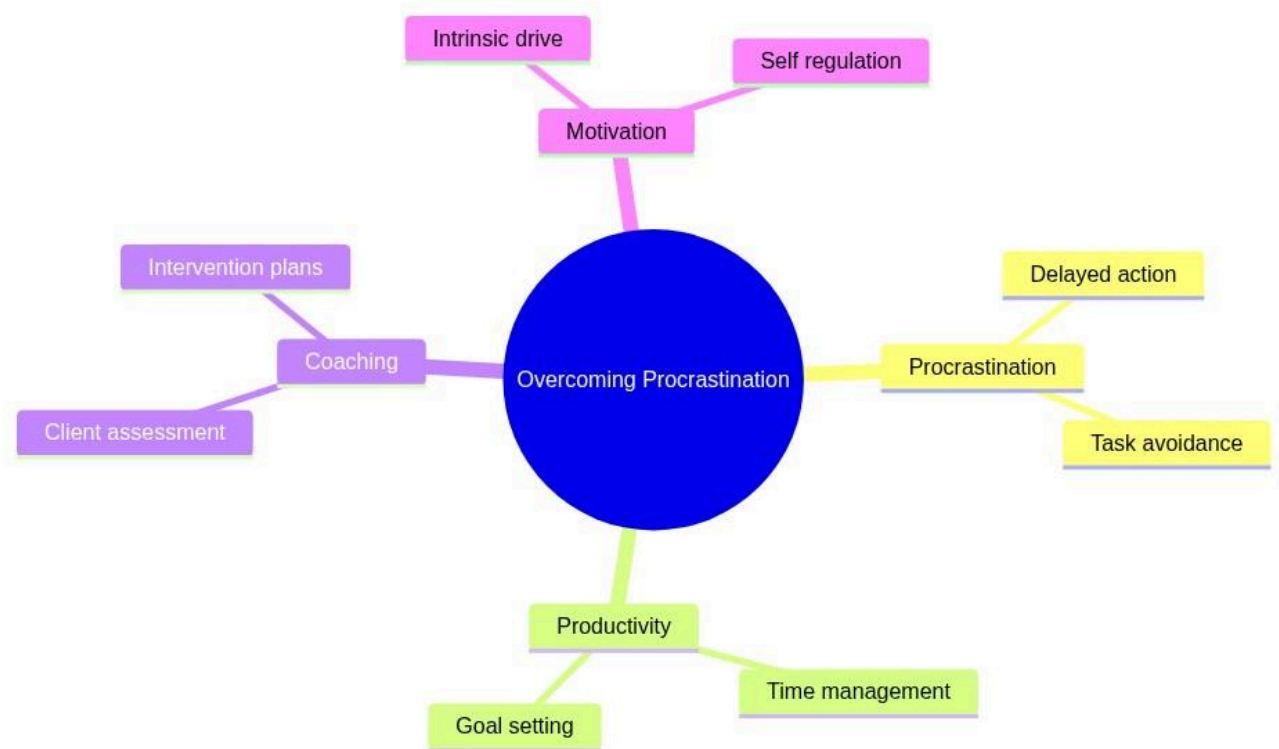 Intrinsic drive
Self regulation
Motivation
Intervention plans
Delayed action
Coaching
Procrastination
Overcoming Procrastination
Client assessment
Task avoidance
Productivity
Time management
Goal setting